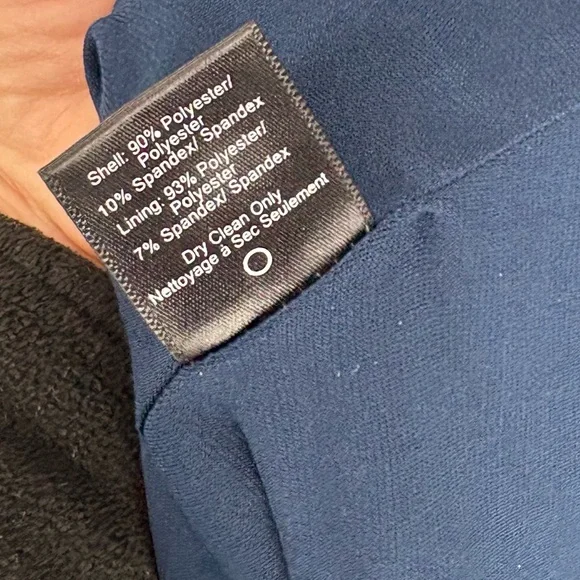 Shell: 90% Polyester/
Polyester
10% Spandex/ Spandex
Lining: 93% Polyester/
Polyester
7% Spandex/ Spandex
Dry Clean Only
Nettoyage à Sec Seulement